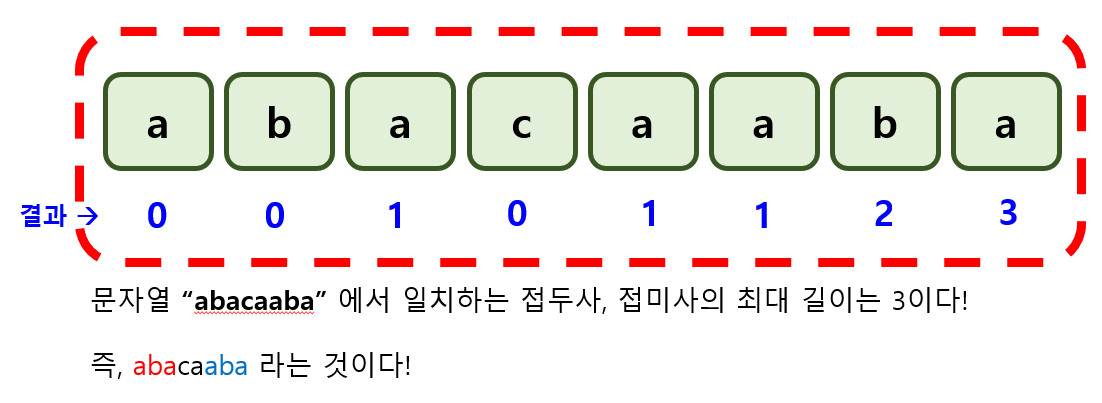 a b a c a a b a
결과 → 0 0 1 0 1 1 2 3
문자열 “abacaaba” 에서 일치하는 접두사, 접미사의 최대 길이는 3이다!
즉, abacaaba 라는 것이다!